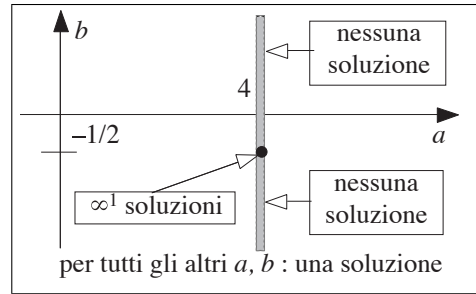 b
nessuna
soluzione
4
a
–1/2
∞¹ soluzioni
nessuna
soluzione
per tutti gli altri a, b : una soluzione